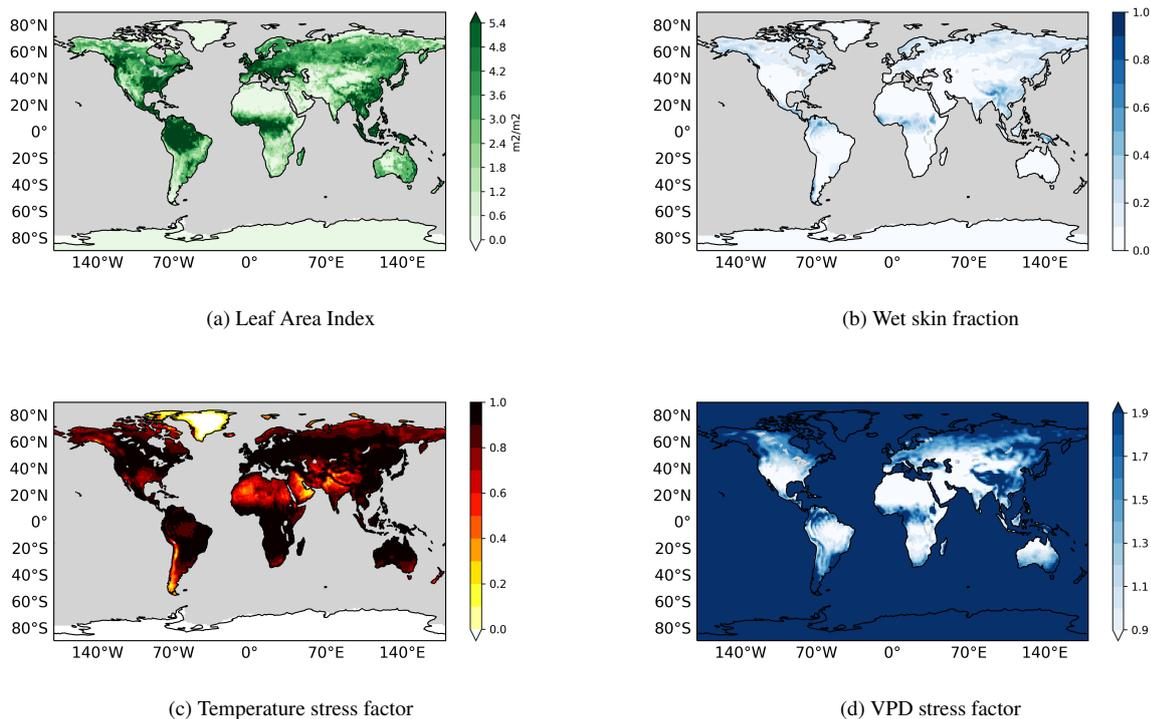 80°N
60°N
40°N
20°N
0°
20°S
40°S
60°S
80°S
140°W 70°W 0° 70°E 140°E
5.4
4.8
4.2
3.6
3.0
2.4
1.8
1.2
0.6
0.0
m2/m2
(a) Leaf Area Index
80°N
60°N
40°N
20°N
0°
20°S
40°S
60°S
80°S
140°W 70°W 0° 70°E 140°E
1.0
0.8
0.6
0.4
0.2
0.0
(b) Wet skin fraction
80°N
60°N
40°N
20°N
0°
20°S
40°S
60°S
80°S
140°W 70°W 0° 70°E 140°E
1.0
0.8
0.6
0.4
0.2
0.0
(c) Temperature stress factor
80°N
60°N
40°N
20°N
0°
20°S
40°S
60°S
80°S
140°W 70°W 0° 70°E 140°E
1.9
1.7
1.5
1.3
1.1
0.9
(d) VPD stress factor